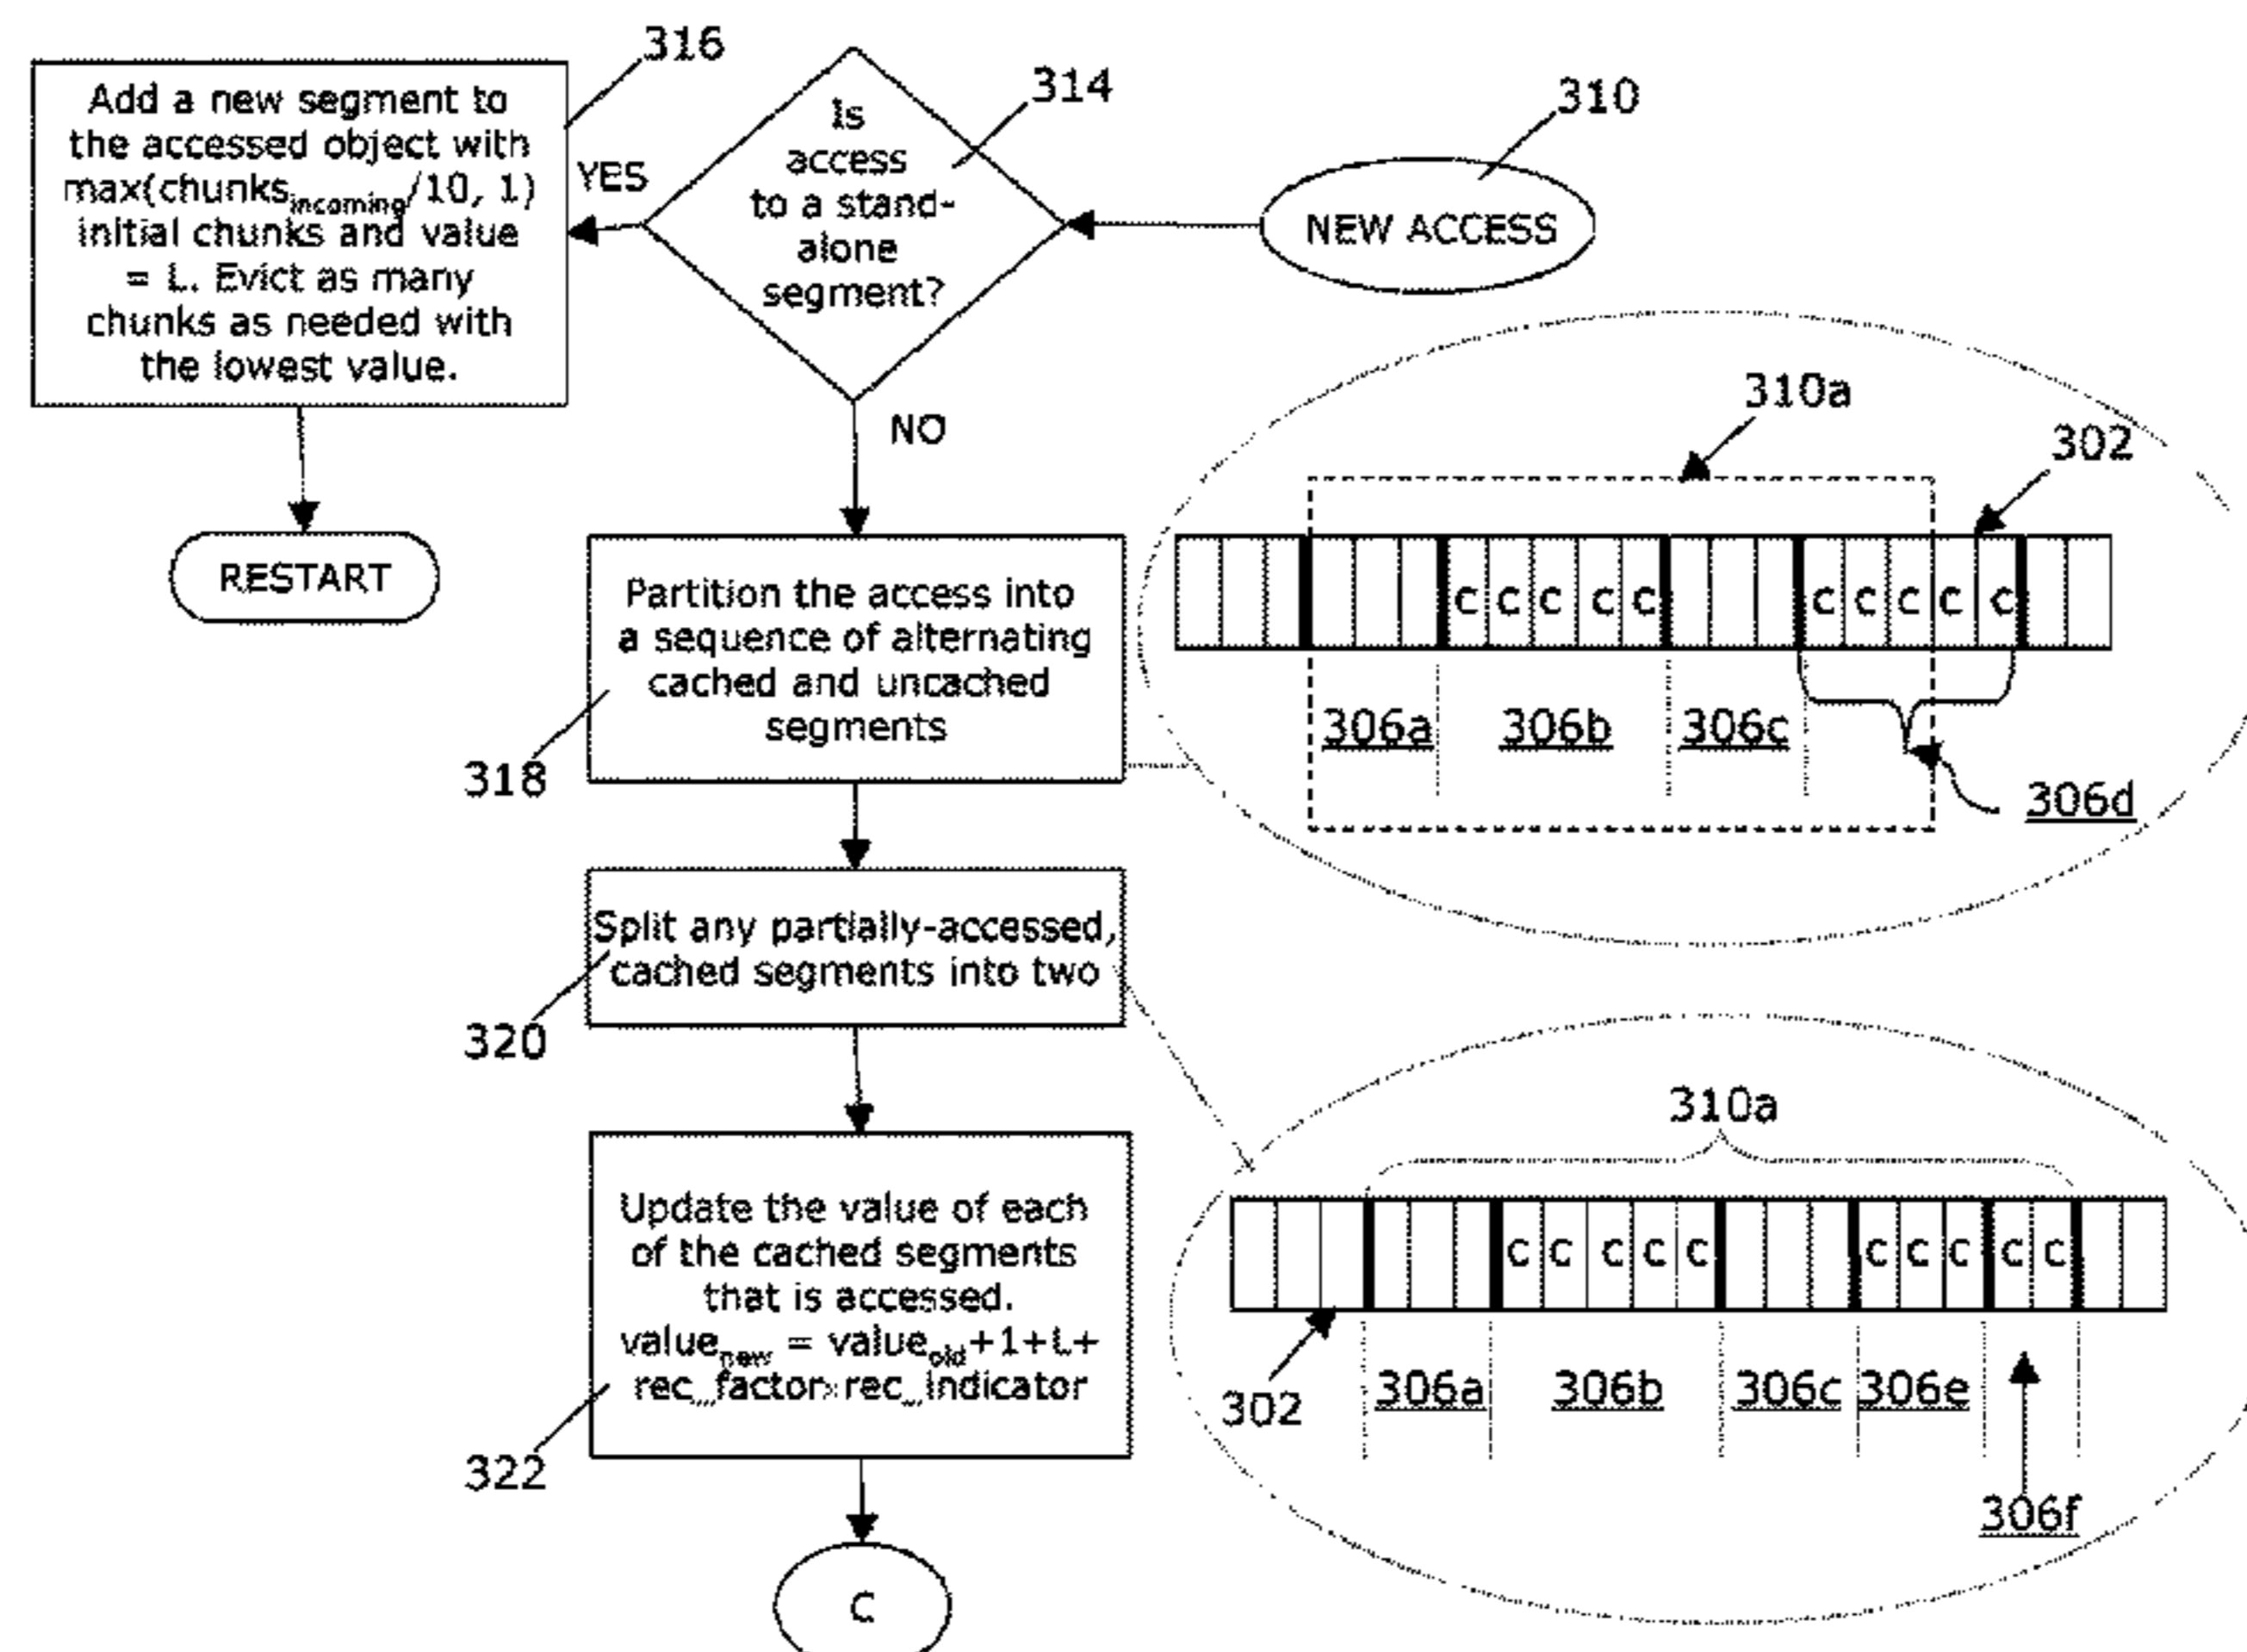 316
Add a new segment to
the accessed object with
max(chunksincoming/10, 1)
initial chunks and value
= L. Evict as many
chunks as needed with
the lowest value.
YES
RESTART
314
Is
access
to a stand-
alone
segment?
NO
310
NEW ACCESS
Partition the access into
a sequence of alternating
cached and uncached
segments
318
310a
302
c c c c c c c c c c
306a 306b 306c
306d
Split any partially-accessed,
cached segments into two
320
Update the value of each
of the cached segments
that is accessed.
valuenew = valueold+1+L+
rec_factor×rec_indicator
322
C
310a
c c c c c c c c c c
302
306a 306b 306c 306e
306f